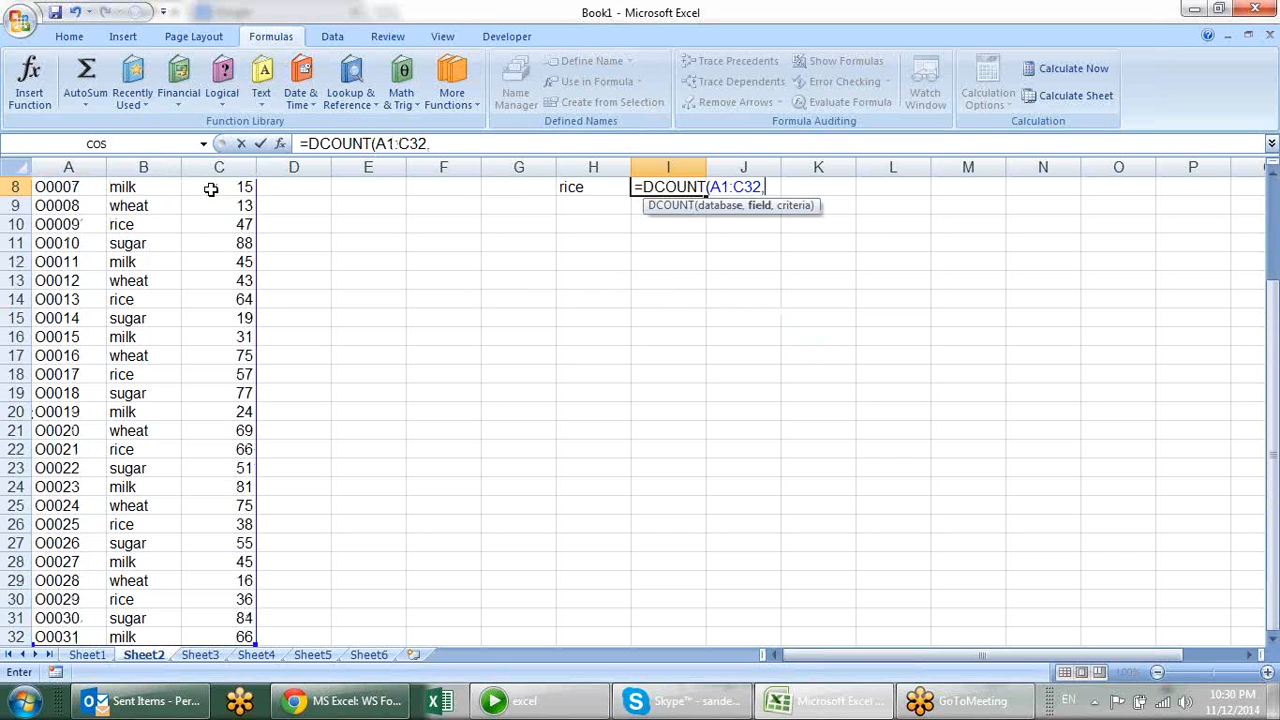 Book1 - Microsoft Excel
Home Insert Page Layout Formulas Data Review View Developer
Insert Function
AutoSum
Recently Used
Financial
Logical
Text
Date & Time
Lookup & Reference
Math & Trig
More Functions
Function Library
Name Manager
Define Name
Use in Formula
Create from Selection
Defined Names
Trace Precedents
Trace Dependents
Remove Arrows
Show Formulas
Error Checking
Evaluate Formula
Watch Window
Formula Auditing
Calculation Options
Calculate Now
Calculate Sheet
Calculation
COS =DCOUNT(A1:C32,
A B C D E F G H I J K L M N O P
8 O0007 milk 15 rice =DCOUNT(A1:C32,
DCOUNT(database, field, criteria)
9 O0008 wheat 13
10 O0009 rice 47
11 O0010 sugar 88
12 O0011 milk 45
13 O0012 wheat 43
14 O0013 rice 64
15 O0014 sugar 19
16 O0015 milk 31
17 O0016 wheat 75
18 O0017 rice 57
19 O0018 sugar 77
20 O0019 milk 24
21 O0020 wheat 69
22 O0021 rice 66
23 O0022 sugar 51
24 O0023 milk 81
25 O0024 wheat 75
26 O0025 rice 38
27 O0026 sugar 55
28 O0027 milk 45
29 O0028 wheat 16
30 O0029 rice 36
31 O0030 sugar 84
32 O0031 milk 66
Sheet1 Sheet2 Sheet3 Sheet4 Sheet5 Sheet6
Enter 100%
Sent Items - Per... MS Excel: WS Fo... excel Skype™ - sande... Microsoft Excel ... GoToMeeting EN 10:30 PM
11/12/2014